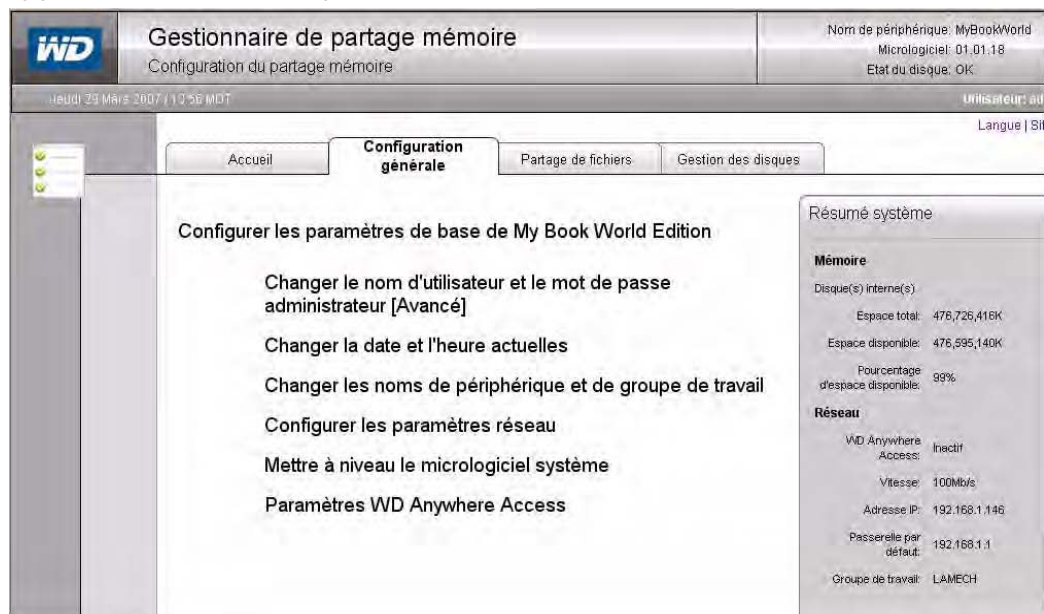 WD
Gestionnaire de partage mémoire
Configuration du partage mémoire
Nom de périphérique: MyBookWorld
Micrologiciel: 01.01.18
Etat du disque: OK
Jeudi 29 Mars 2007 | 10:56 MDT
Utilisateur: ad
Langue | Sit
Accueil
Configuration
générale
Partage de fichiers
Gestion des disques
Configurer les paramètres de base de My Book World Edition
Changer le nom d'utilisateur et le mot de passe
administrateur [Avancé]
Changer la date et l'heure actuelles
Changer les noms de périphérique et de groupe de travail
Configurer les paramètres réseau
Mettre à niveau le micrologiciel système
Paramètres WD Anywhere Access
Résumé système
Mémoire
Disque(s) interne(s)
Espace total: 476,726,416K
Espace disponible: 476,595,140K
Pourcentage
d'espace disponible: 99%
Réseau
WD Anywhere
Access: Inactif
Vitesse: 100Mb/s
Adresse IP: 192.168.1.146
Passerelle par
défaut: 192.168.1.1
Groupe de travail: LAMECH